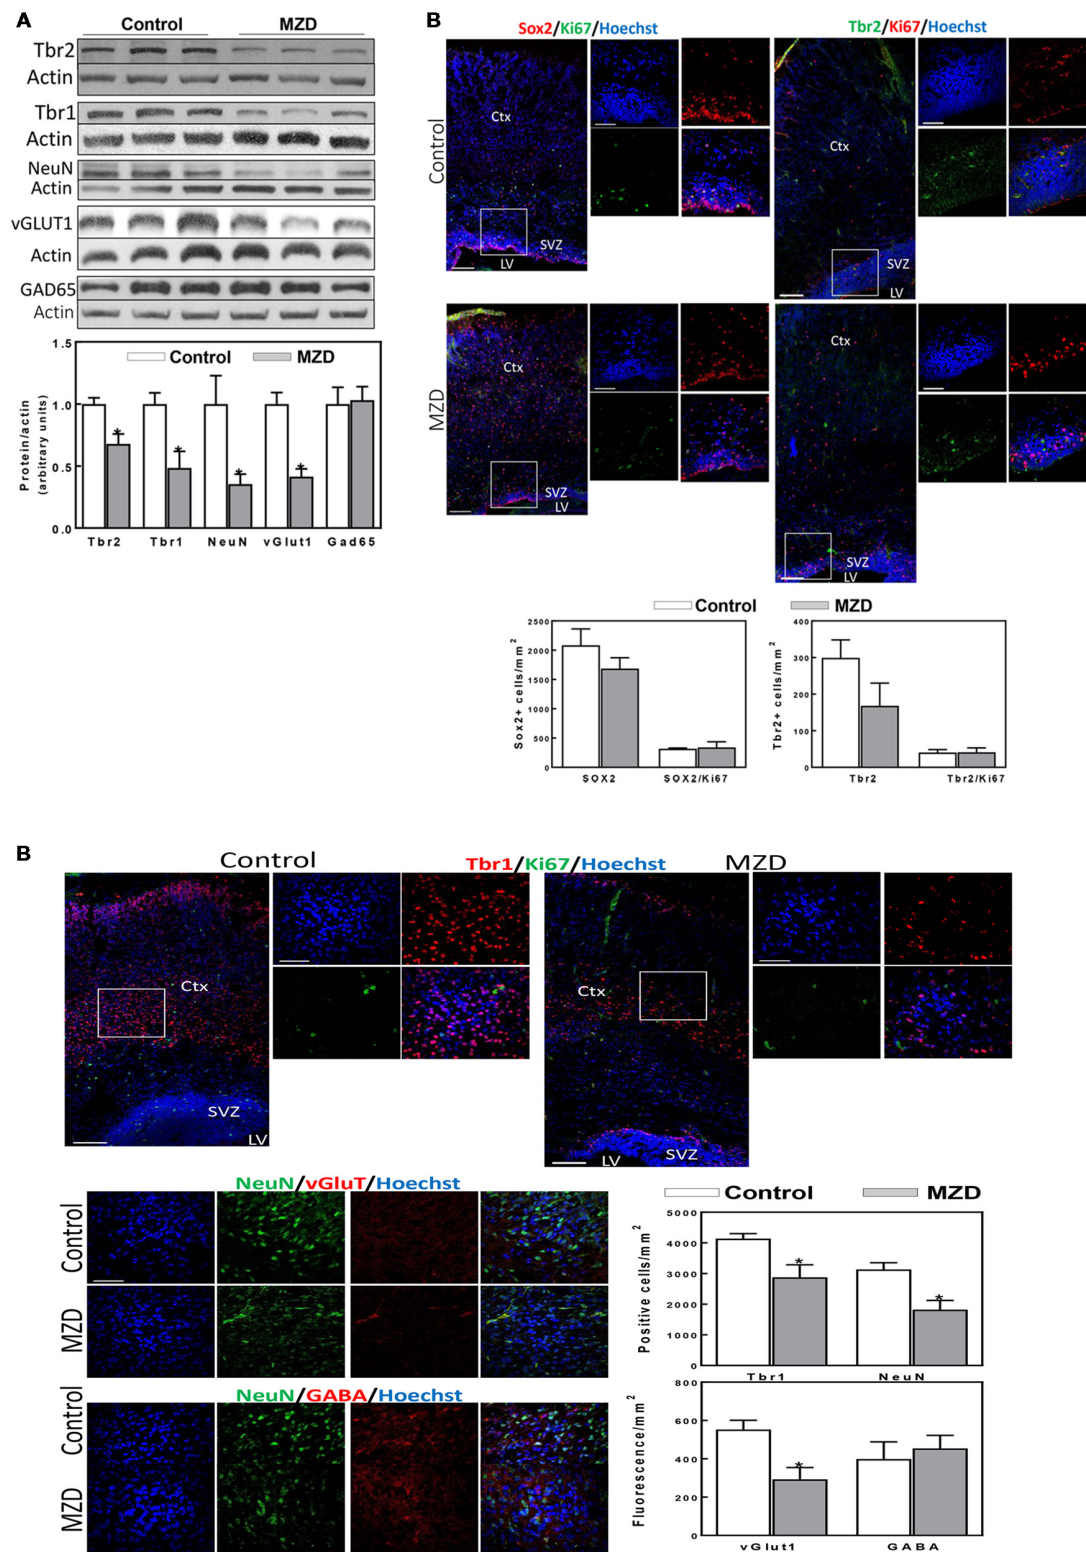 A
Control MZD
Tbr2
Actin
Tbr1
Actin
NeuN
Actin
vGLUT1
Actin
GAD65
Actin
Control MZD
Protein/actin
(arbitrary units)
1.5
1.0
0.5
0.0
* * * *
Tbr2 Tbr1 NeuN vGlut1 Gad65
B
Sox2/Ki67/Hoechst Tbr2/Ki67/Hoechst
Control
Ctx
SVZ
LV
Ctx
SVZ
LV
MZD
Ctx
SVZ
LV
Ctx
SVZ
LV
Control MZD
Sox2+ cells/mm2
2500
2000
1500
1000
500
0
SOX2 SOX2/Ki67
Tbr2+ cells/mm2
400
300
200
100
0
Tbr2 Tbr2/Ki67
B
Control Tbr1/Ki67/Hoechst MZD
Ctx
SVZ
LV
Ctx
LV SVZ
NeuN/vGluT/Hoechst
Control
MZD
NeuN/GABA/Hoechst
Control
MZD
Control MZD
Positive cells/mm2
5000
4000
3000
2000
1000
0
* *
Tbr1 NeuN
Fluorescence/mm2
800
600
400
200
0
*
vGlut1 GABA